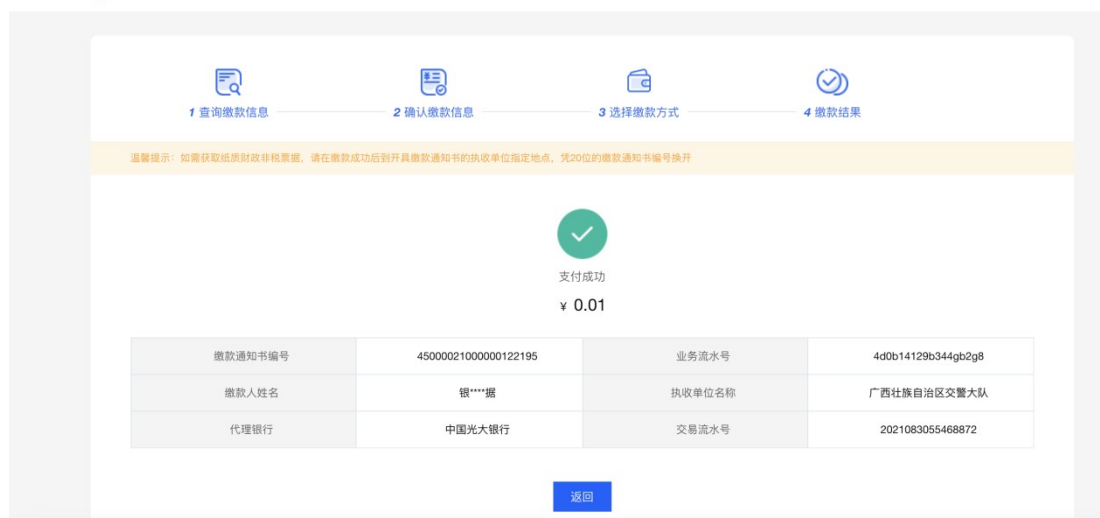 1 查询缴款信息
2 确认缴款信息
3 选择缴款方式
4 缴款结果
温馨提示：如需获取纸质财政非税票据，请在缴款成功后到开具缴款通知书的执收单位指定地点，凭20位的缴款通知书编号换开
支付成功
¥ 0.01
缴款通知书编号 45000021000000122195 业务流水号 4d0b14129b344gb2g8
缴款人姓名 银****据 执收单位名称 广西壮族自治区交警大队
代理银行 中国光大银行 交易流水号 2021083055468872
返回